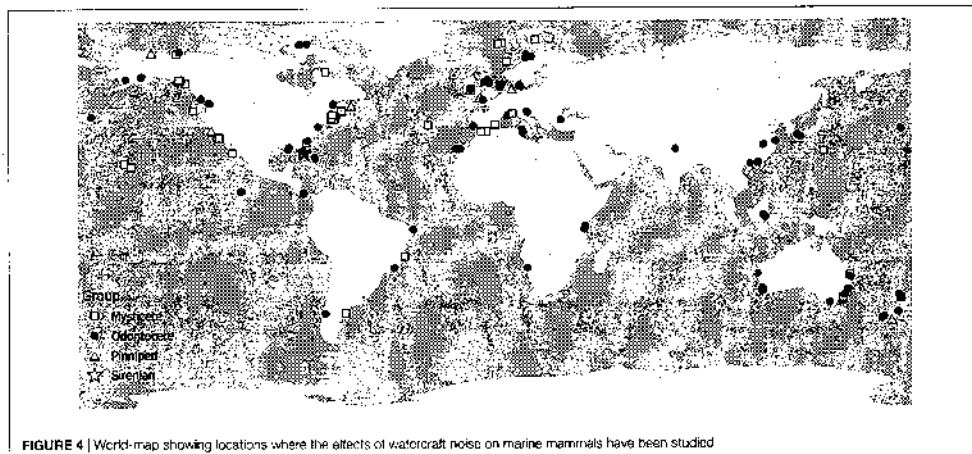 Group
Mysticete
Odontocete
Pinniped
Sirenian
FIGURE 4 | World-map showing locations where the effects of watercraft noise on marine mammals have been studied